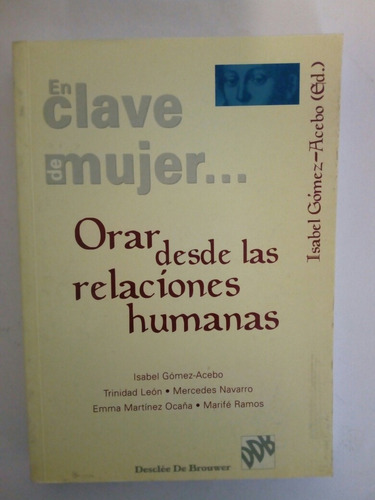 En
clave
de mujer...
Isabel Gómez-Acebo (Ed.)
Orar
desde las
relaciones
humanas
Isabel Gómez-Acebo
Trinidad León • Mercedes Navarro
Emma Martínez Ocaña • Marifé Ramos
Desclée De Brouwer
DDB